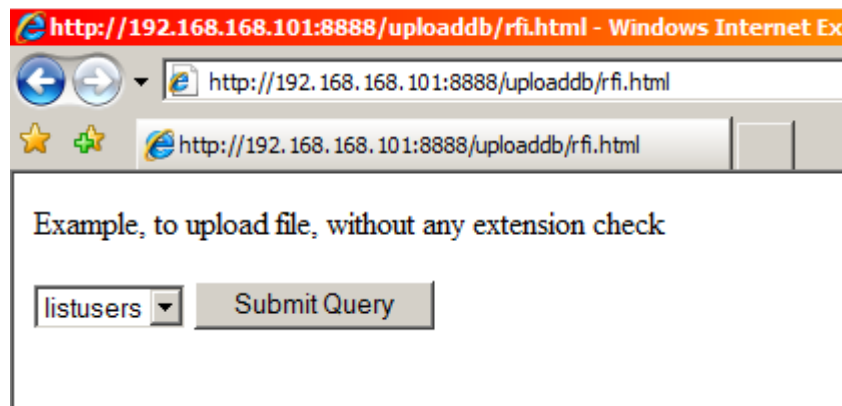 http://192.168.168.101:8888/uploaddb/rfi.html - Windows Internet Ex
http://192.168.168.101:8888/uploaddb/rfi.html
http://192.168.168.101:8888/uploaddb/rfi.html
Example, to upload file, without any extension check
listusers Submit Query